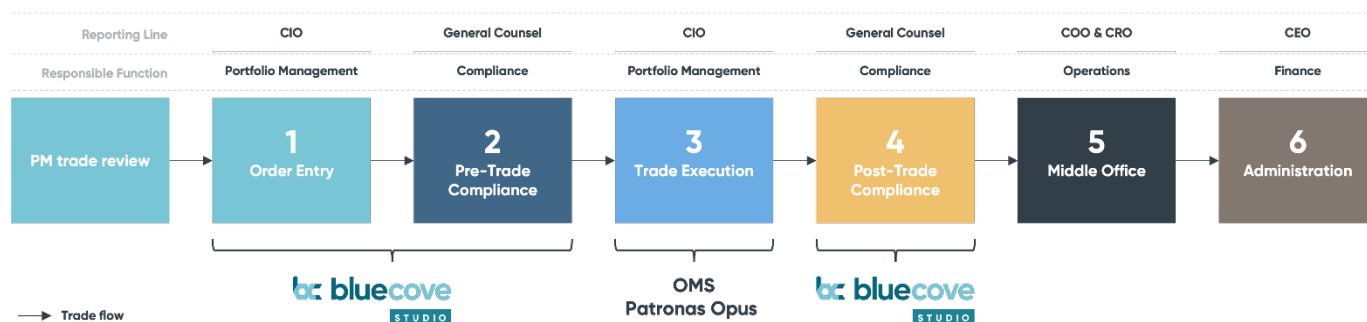 Reporting Line CIO General Counsel CIO General Counsel COO & CRO CEO
Responsible Function Portfolio Management Compliance Portfolio Management Compliance Operations Finance
PM trade review
1
Order Entry
2
Pre-Trade
Compliance
3
Trade Execution
4
Post-Trade
Compliance
5
Middle Office
6
Administration
bc bluecove
STUDIO
OMS
Patronas Opus
bc bluecove
STUDIO
Trade flow